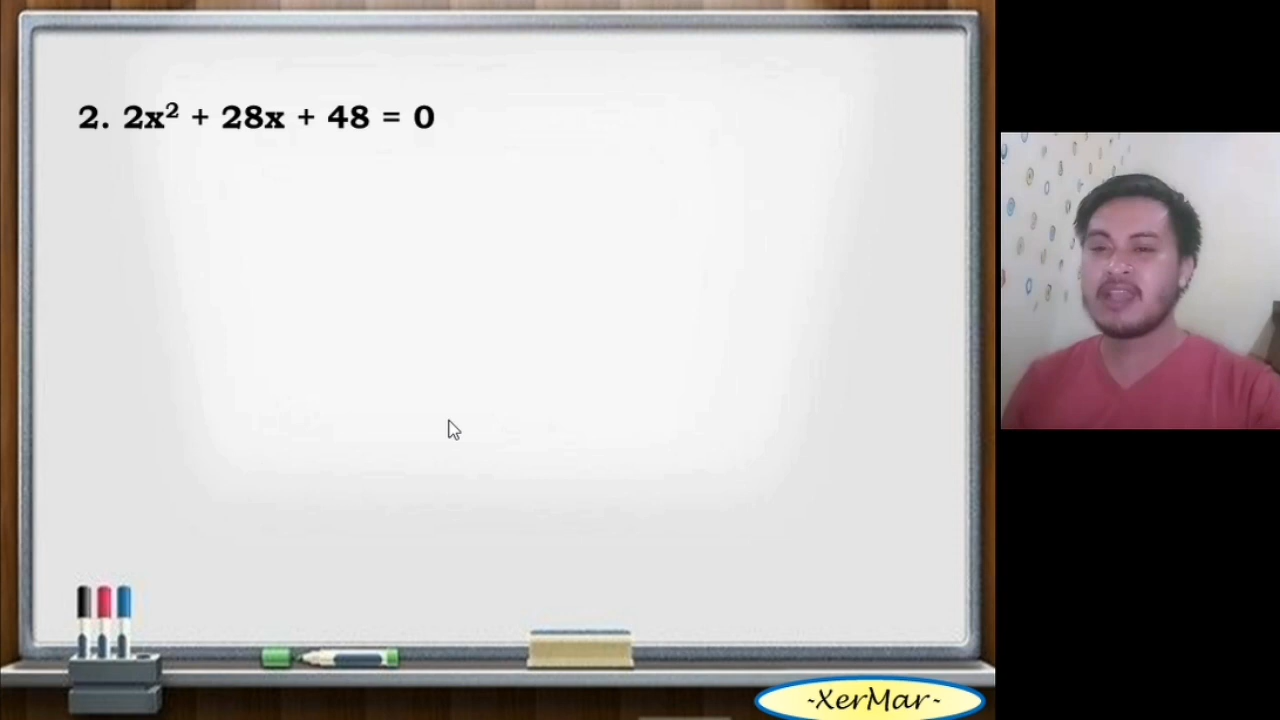 2. 2x² + 28x + 48 = 0
-XerMar-